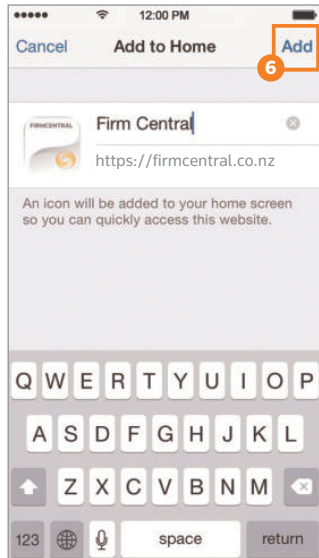 12:00 PM
Cancel Add to Home Add
6
FIRMCENTRAL
Firm Central
https://firmcentral.co.nz
An icon will be added to your home screen
so you can quickly access this website.
Q W E R T Y U I O P
A S D F G H J K L
Z X C V B N M
123 space return